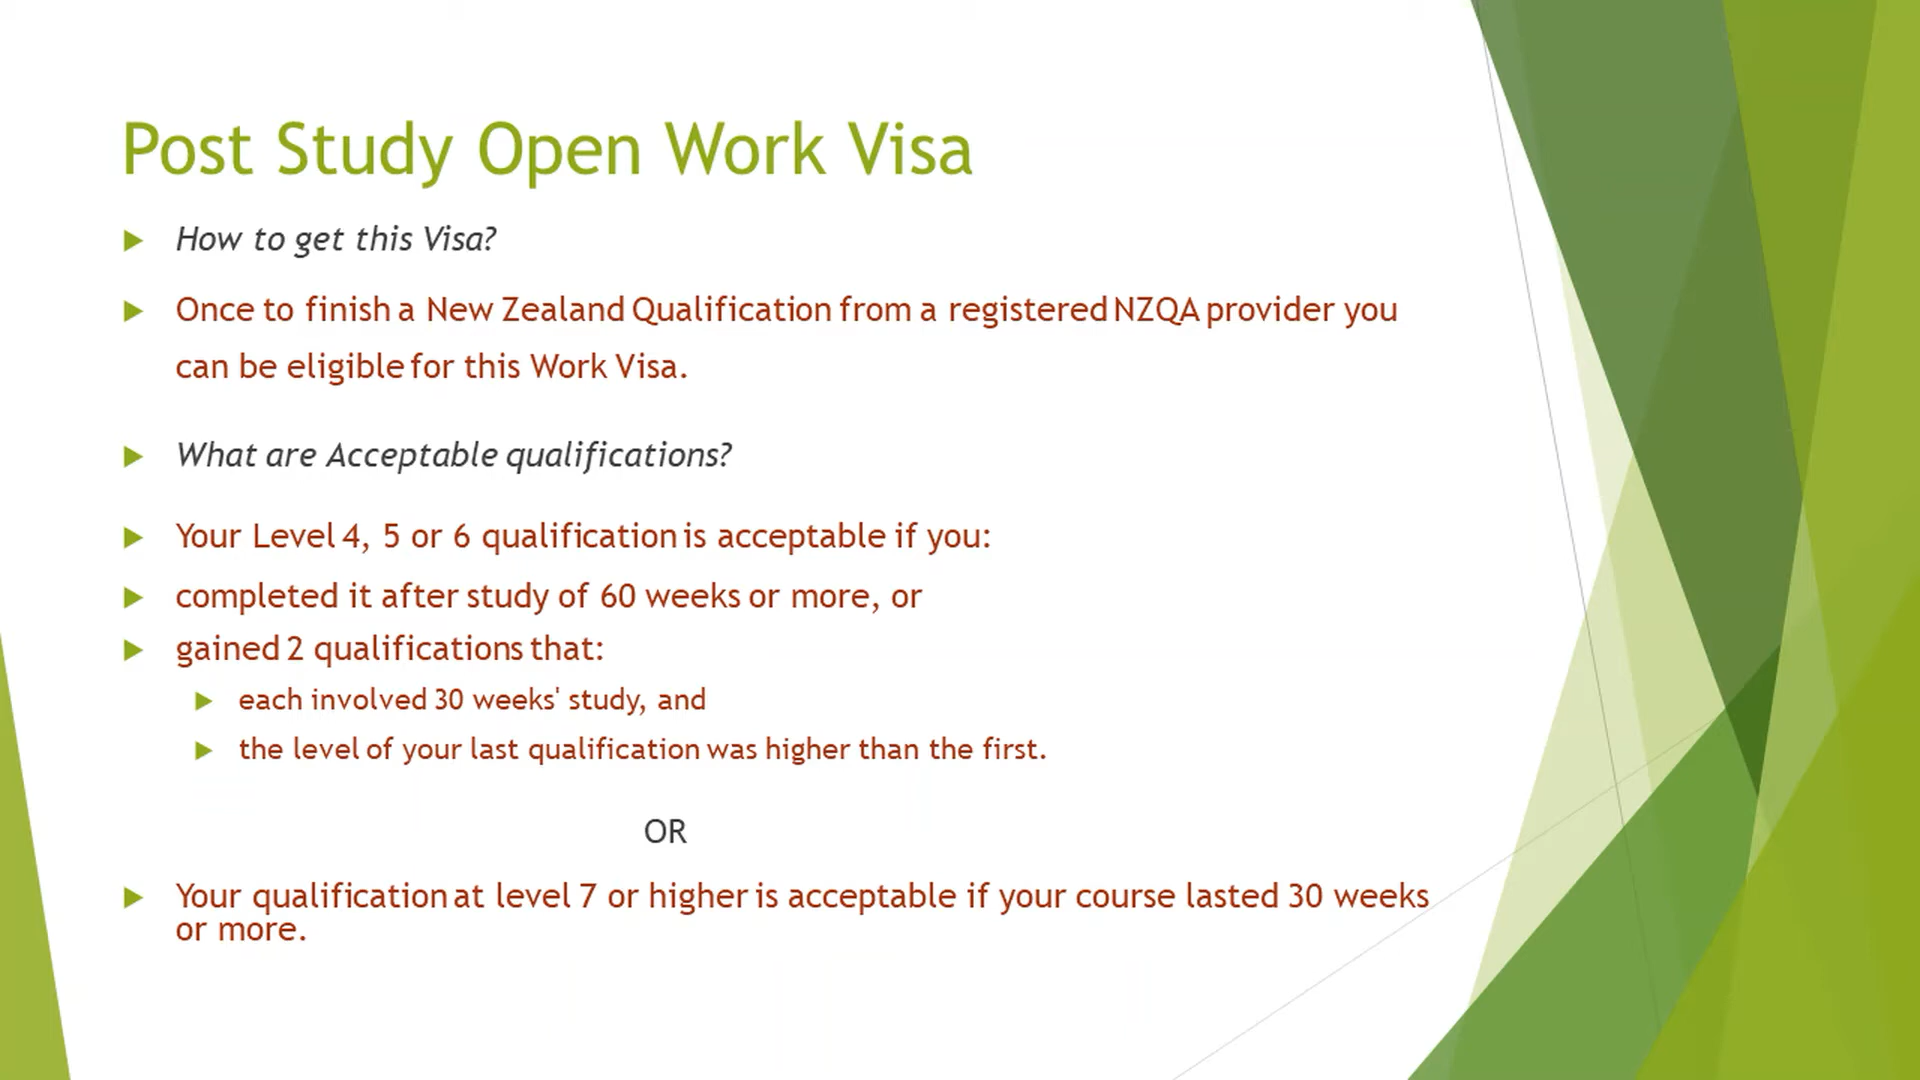 Post Study Open Work Visa
How to get this Visa?
Once to finish a New Zealand Qualification from a registered NZQA provider you
can be eligible for this Work Visa.
What are Acceptable qualifications?
Your Level 4, 5 or 6 qualification is acceptable if you:
completed it after study of 60 weeks or more, or
gained 2 qualifications that:
each involved 30 weeks' study, and
the level of your last qualification was higher than the first.
OR
Your qualification at level 7 or higher is acceptable if your course lasted 30 weeks
or more.